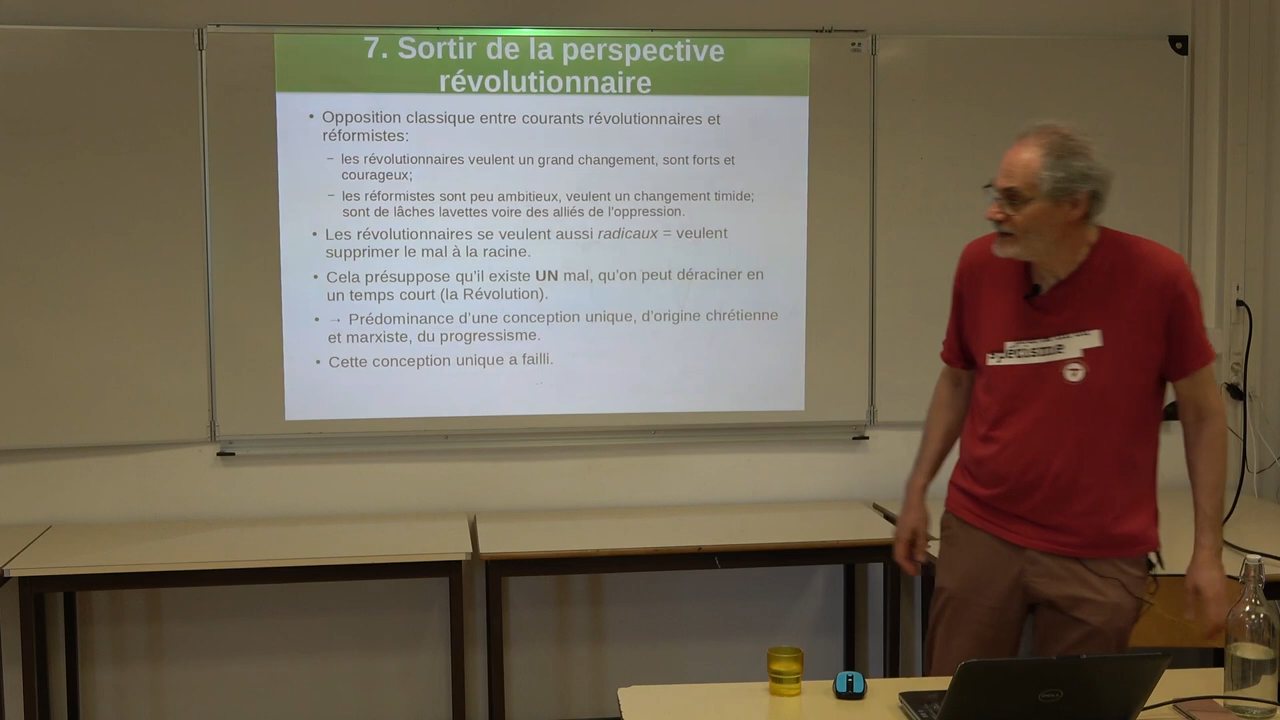 7. Sortir de la perspective
révolutionnaire
• Opposition classique entre courants révolutionnaires et
réformistes:
– les révolutionnaires veulent un grand changement, sont forts et
courageux;
– les réformistes sont peu ambitieux, veulent un changement timide;
sont de lâches lavettes voire des alliés de l'oppression.
• Les révolutionnaires se veulent aussi radicaux = veulent
supprimer le mal à la racine.
• Cela présuppose qu'il existe UN mal, qu'on peut déraciner en
un temps court (la Révolution).
• → Prédominance d'une conception unique, d'origine chrétienne
et marxiste, du progressisme.
• Cette conception unique a failli.
DELL